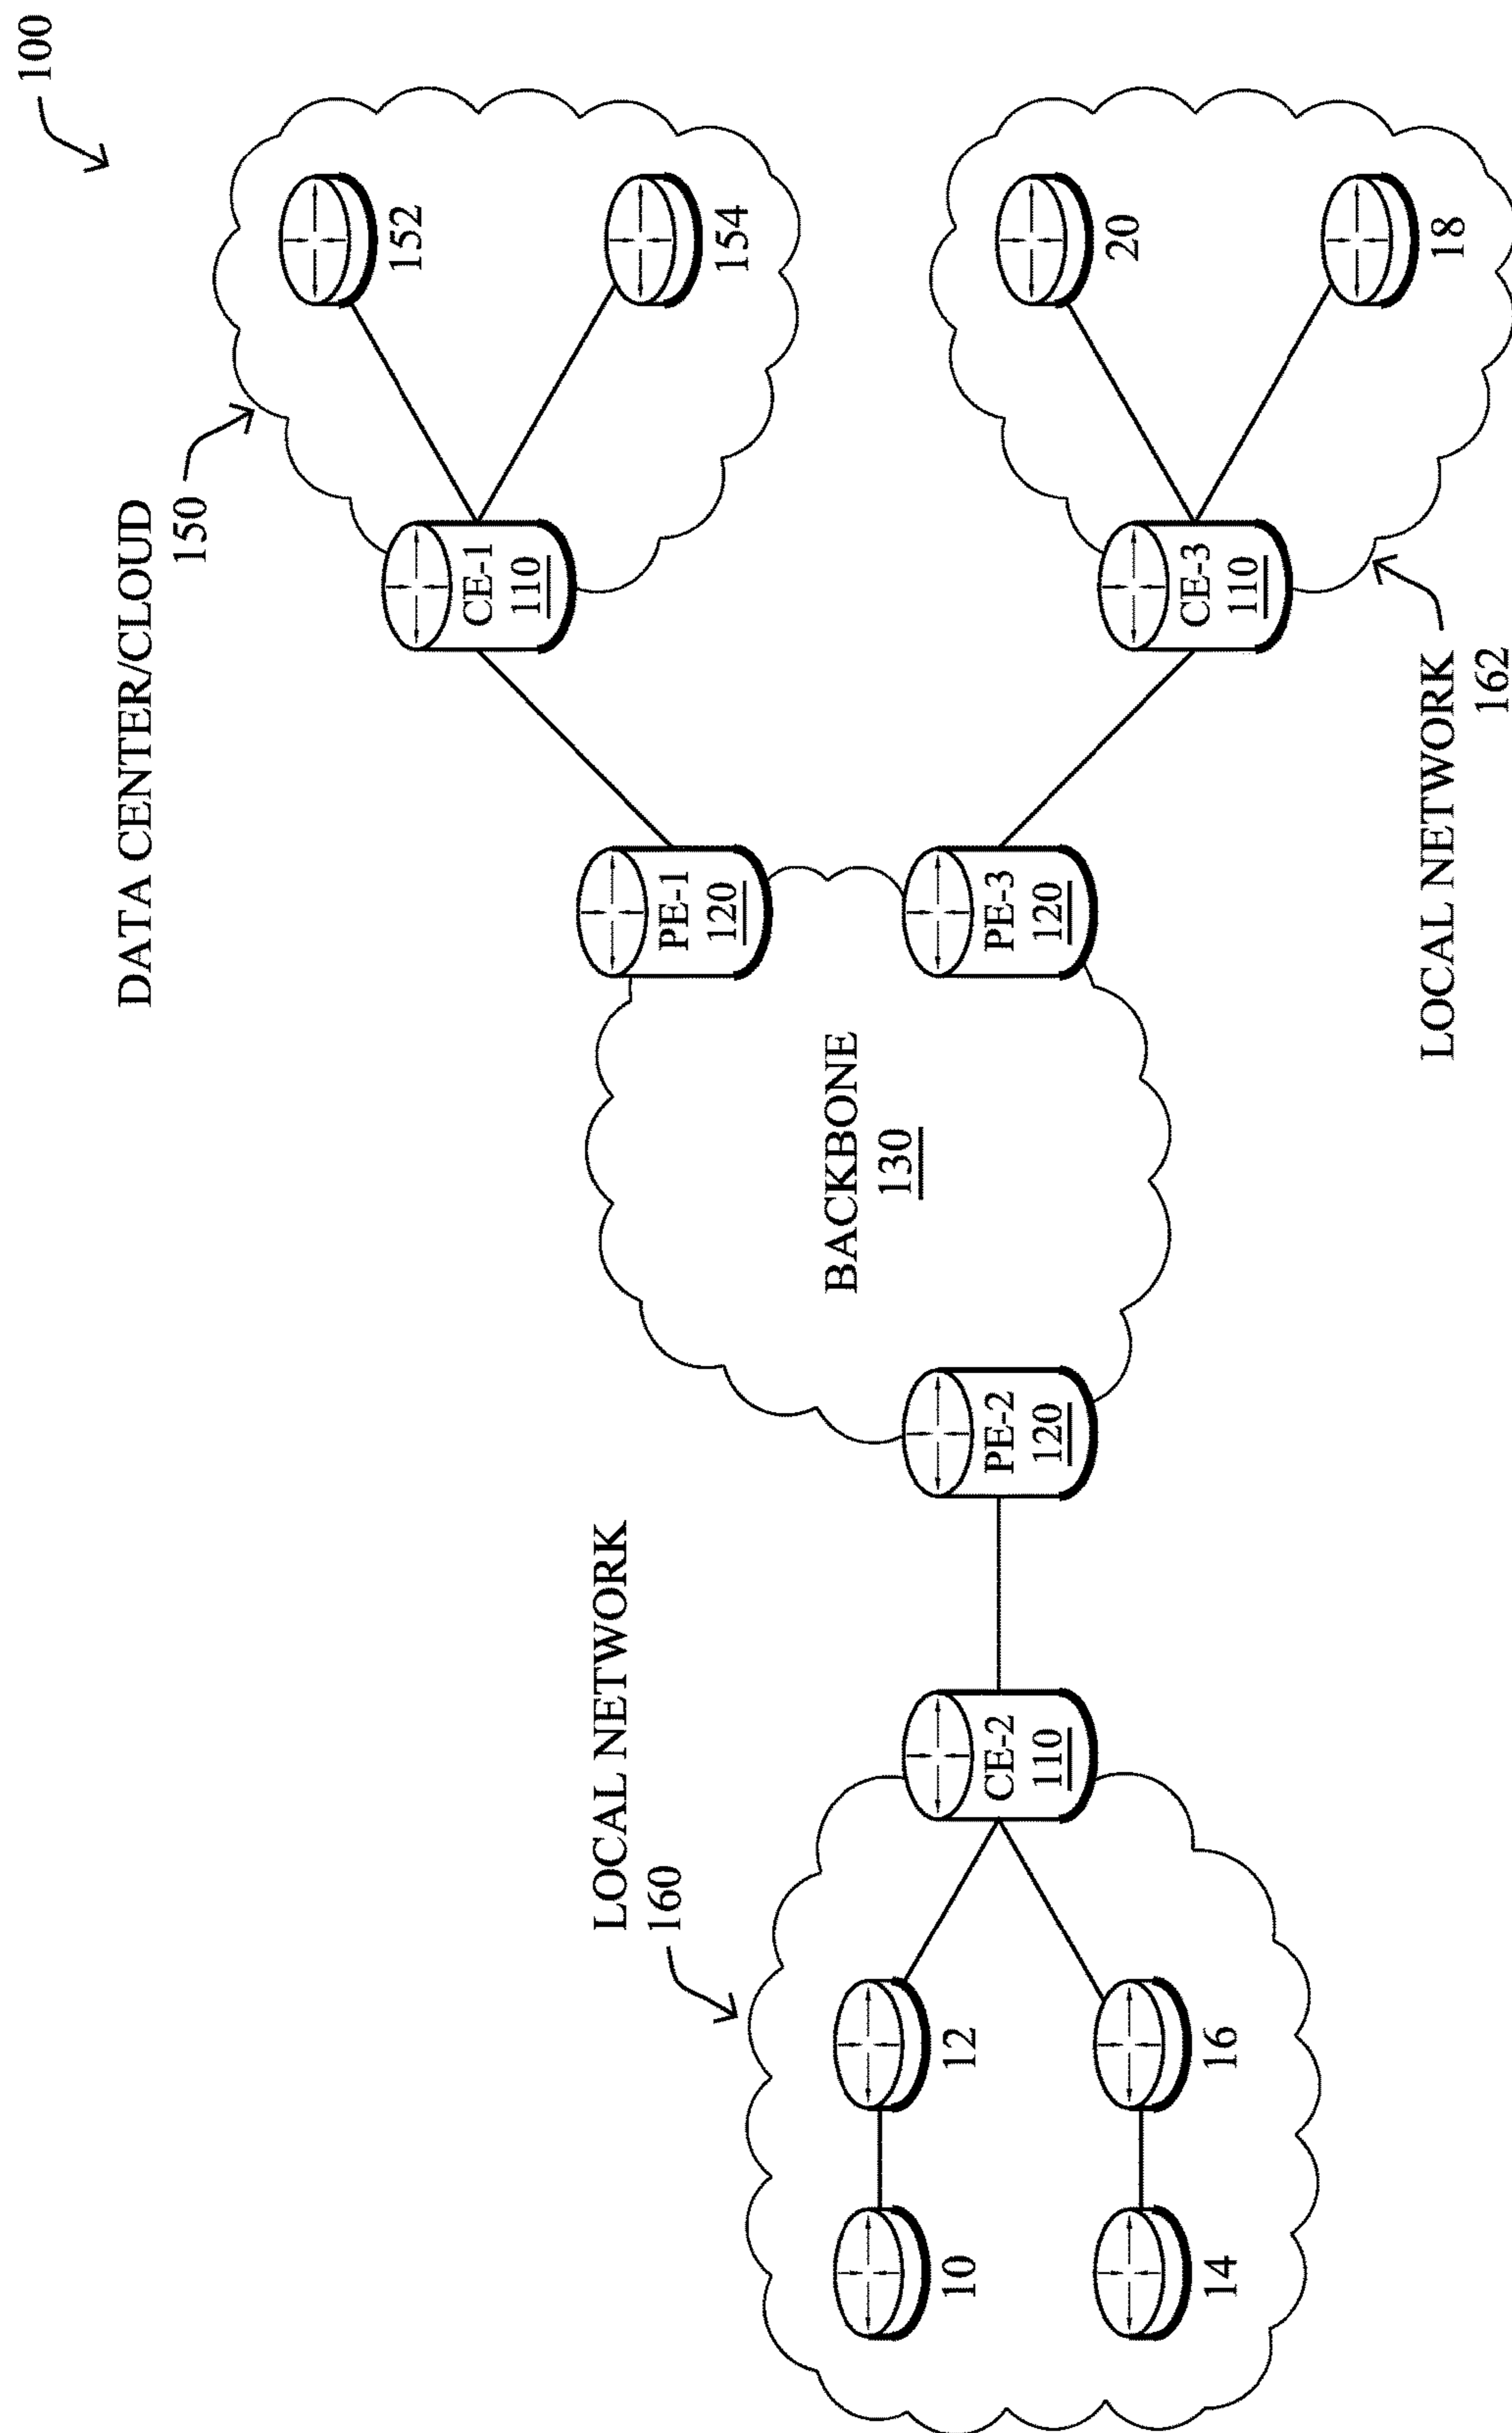 100
DATA CENTER/CLOUD
150
152
154
CE-1
110
LOCAL NETWORK
160
PE-1
120
BACKBONE
130
10
12
CE-2
110
PE-2
120
PE-3
120
CE-3
110
20
14
16
18
LOCAL NETWORK
162